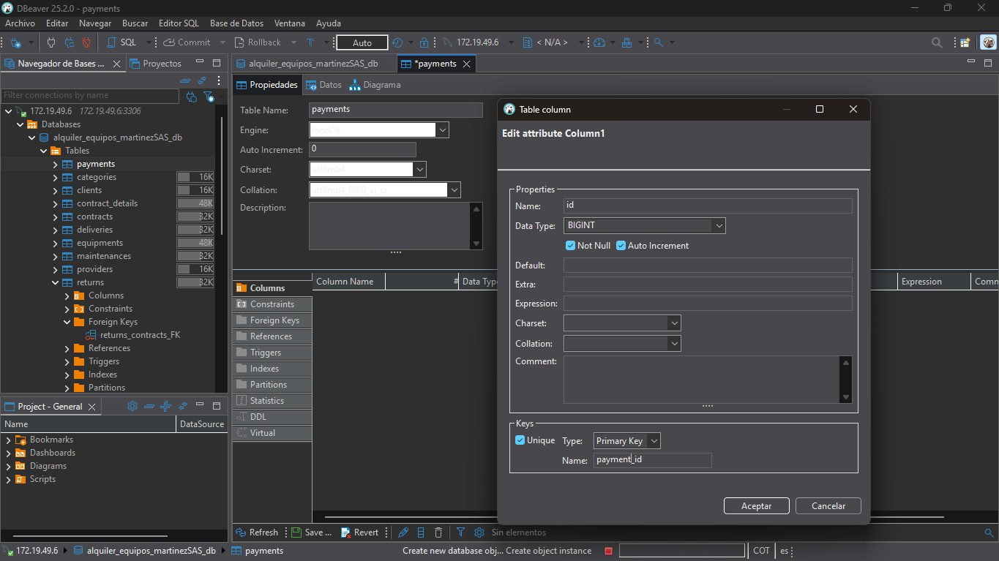 DBeaver 25.2.0 - payments
Archivo Editar Navegar Buscar Editor SQL Base de Datos Ventana Ayuda
SQL Commit Rollback T Auto 172.19.49.6 < N/A >
Navegador de Bases ... Proyectos
Filter connections by name
172.19.49.6 172.19.49.6:3306
Databases
alquiler_equipos_martinezSAS_db
Tables
payments
categories 16K
clients 16K
contract_details 48K
contracts 32K
deliveries 32K
equipments 48K
maintenances 32K
providers 16K
returns 32K
Columns
Constraints
Foreign Keys
returns_contracts_FK
References
Triggers
Indexes
Partitions
Project - General
Name DataSource
Bookmarks
Dashboards
Diagrams
Scripts
alquiler_equipos_martinezSAS_db *payments
Propiedades Datos Diagrama
Table Name: payments
Engine: InnoDB
Auto Increment: 0
Charset: utf8mb4
Collation: utf8mb4_0900_ai_ci
Description:
Columns
Constraints
Foreign Keys
References
Triggers
Indexes
Partitions
Statistics
DDL
Virtual
Column Name # Data Type Expression Comm
Table column
Edit attribute Column1
Properties
Name: id
Data Type: BIGINT
Not Null Auto Increment
Default:
Extra:
Expression:
Charset:
Collation:
Comment:
Keys
Unique Type: Primary Key
Name: payment_id
Aceptar Cancelar
Refresh Save ... Revert Sin elementos
172.19.49.6 alquiler_equipos_martinezSAS_db payments Create new database obj... Create object instance COT es